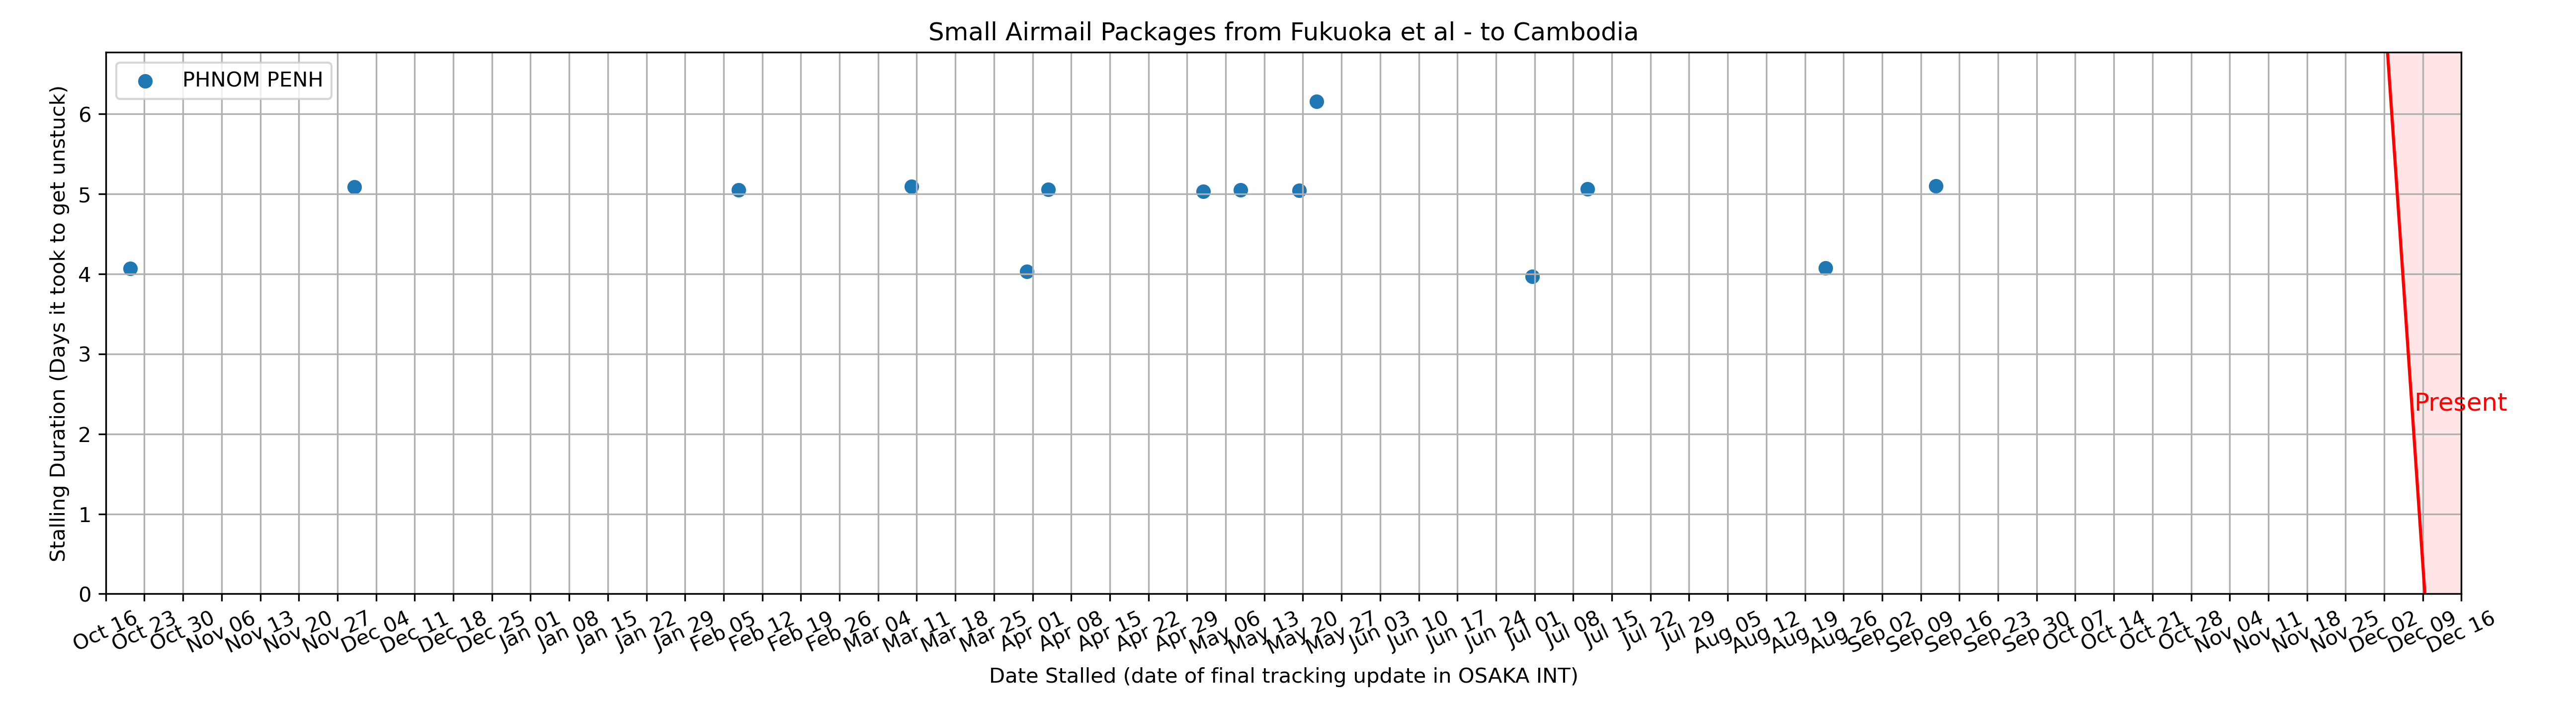 Small Airmail Packages from Fukuoka et al - to Cambodia
PHNOM PENH
Stalling Duration (Days it took to get unstuck)
6
5
4
3
2
1
0
Present
Oct 16
Oct 23
Oct 30
Nov 06
Nov 13
Nov 20
Nov 27
Dec 04
Dec 11
Dec 18
Dec 25
Jan 01
Jan 08
Jan 15
Jan 22
Jan 29
Feb 05
Feb 12
Feb 19
Feb 26
Mar 04
Mar 11
Mar 18
Mar 25
Apr 01
Apr 08
Apr 15
Apr 22
Apr 29
May 06
May 13
May 20
May 27
Jun 03
Jun 10
Jun 17
Jun 24
Jul 01
Jul 08
Jul 15
Jul 22
Jul 29
Aug 05
Aug 12
Aug 19
Aug 26
Sep 02
Sep 09
Sep 16
Sep 23
Sep 30
Oct 07
Oct 14
Oct 21
Oct 28
Nov 04
Nov 11
Nov 18
Nov 25
Dec 02
Dec 09
Dec 16
Date Stalled (date of final tracking update in OSAKA INT)